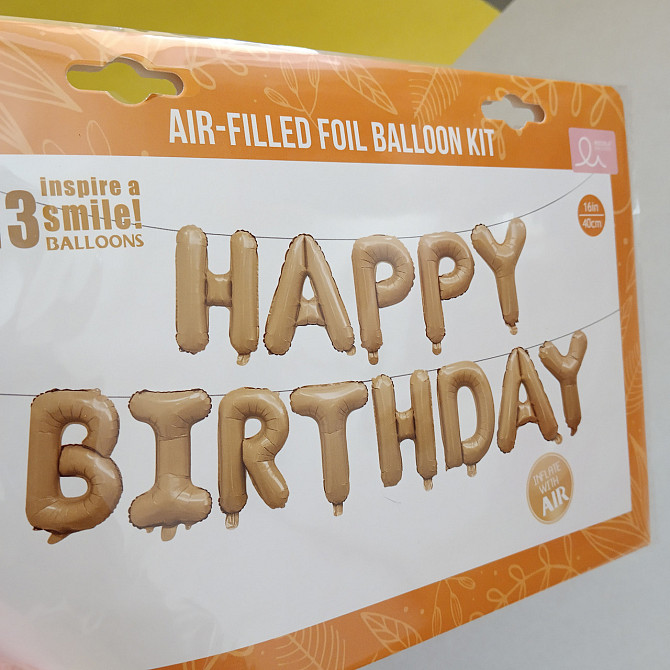 AIR-FILLED FOIL BALLOON KIT
13 inspire a
smile!
BALLOONS
16in
40cm
HAPPY
BIRTHDAY
INFLATE
WITH
AIR